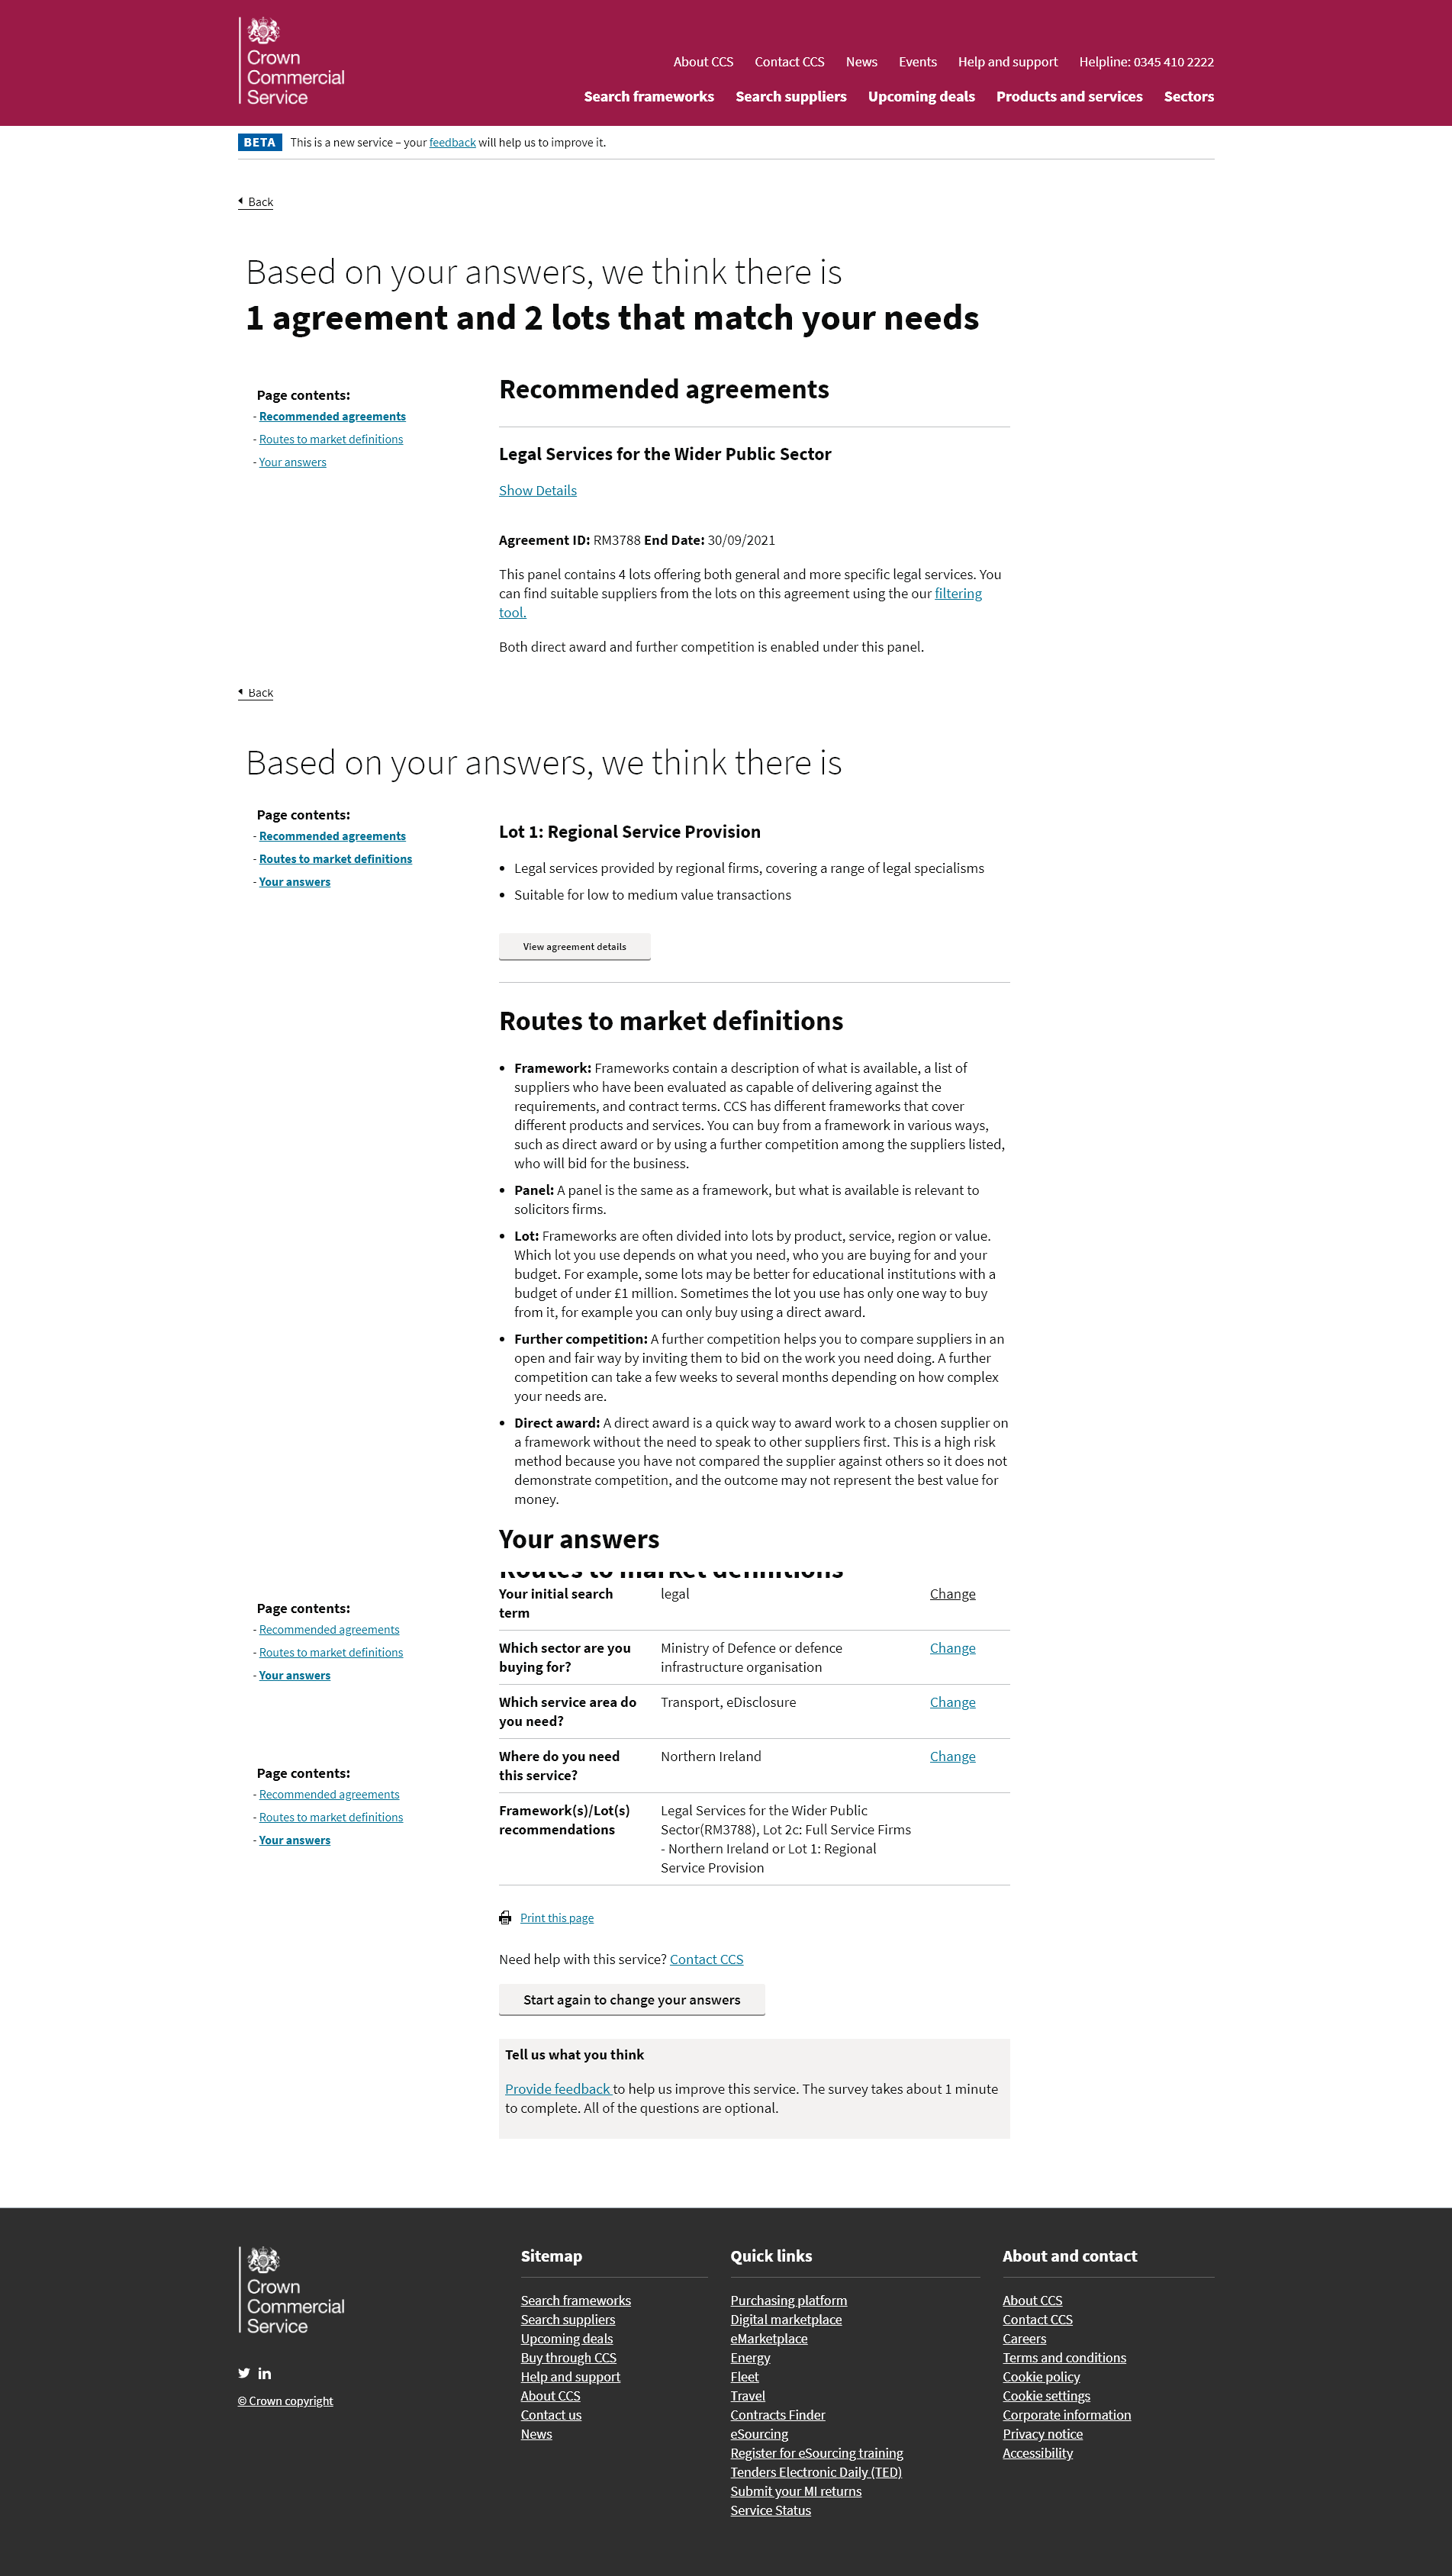 Crown
Commercial
Service
About CCS Contact CCS News Events Help and support Helpline: 0345 410 2222
Search frameworks Search suppliers Upcoming deals Products and services Sectors
BETA This is a new service – your feedback will help us to improve it.
Back
Based on your answers, we think there is
1 agreement and 2 lots that match your needs
Page contents:
- Recommended agreements
- Routes to market definitions
- Your answers
Recommended agreements
Legal Services for the Wider Public Sector
Show Details
Agreement ID: RM3788 End Date: 30/09/2021
This panel contains 4 lots offering both general and more specific legal services. You
can find suitable suppliers from the lots on this agreement using the our filtering
tool.
Both direct award and further competition is enabled under this panel.
Back
Based on your answers, we think there is
Page contents:
- Recommended agreements
- Routes to market definitions
- Your answers
Lot 1: Regional Service Provision
• Legal services provided by regional firms, covering a range of legal specialisms
• Suitable for low to medium value transactions
View agreement details
Routes to market definitions
• Framework: Frameworks contain a description of what is available, a list of
suppliers who have been evaluated as capable of delivering against the
requirements, and contract terms. CCS has different frameworks that cover
different products and services. You can buy from a framework in various ways,
such as direct award or by using a further competition among the suppliers listed,
who will bid for the business.
• Panel: A panel is the same as a framework, but what is available is relevant to
solicitors firms.
• Lot: Frameworks are often divided into lots by product, service, region or value.
Which lot you use depends on what you need, who you are buying for and your
budget. For example, some lots may be better for educational institutions with a
budget of under £1 million. Sometimes the lot you use has only one way to buy
from it, for example you can only buy using a direct award.
• Further competition: A further competition helps you to compare suppliers in an
open and fair way by inviting them to bid on the work you need doing. A further
competition can take a few weeks to several months depending on how complex
your needs are.
• Direct award: A direct award is a quick way to award work to a chosen supplier on
a framework without the need to speak to other suppliers first. This is a high risk
method because you have not compared the supplier against others so it does not
demonstrate competition, and the outcome may not represent the best value for
money.
Your answers
Routes to market definitions
Page contents:
- Recommended agreements
- Routes to market definitions
- Your answers
Page contents:
- Recommended agreements
- Routes to market definitions
- Your answers
Your initial search legal Change
term
Which sector are you Ministry of Defence or defence Change
buying for? infrastructure organisation
Which service area do Transport, eDisclosure Change
you need?
Where do you need Northern Ireland Change
this service?
Framework(s)/Lot(s) Legal Services for the Wider Public
recommendations Sector(RM3788), Lot 2c: Full Service Firms
- Northern Ireland or Lot 1: Regional
Service Provision
Print this page
Need help with this service? Contact CCS
Start again to change your answers
Tell us what you think
Provide feedback to help us improve this service. The survey takes about 1 minute
to complete. All of the questions are optional.
Crown
Commercial
Service
© Crown copyright
Sitemap
Search frameworks
Search suppliers
Upcoming deals
Buy through CCS
Help and support
About CCS
Contact us
News
Quick links
Purchasing platform
Digital marketplace
eMarketplace
Energy
Fleet
Travel
Contracts Finder
eSourcing
Register for eSourcing training
Tenders Electronic Daily (TED)
Submit your MI returns
Service Status
About and contact
About CCS
Contact CCS
Careers
Terms and conditions
Cookie policy
Cookie settings
Corporate information
Privacy notice
Accessibility